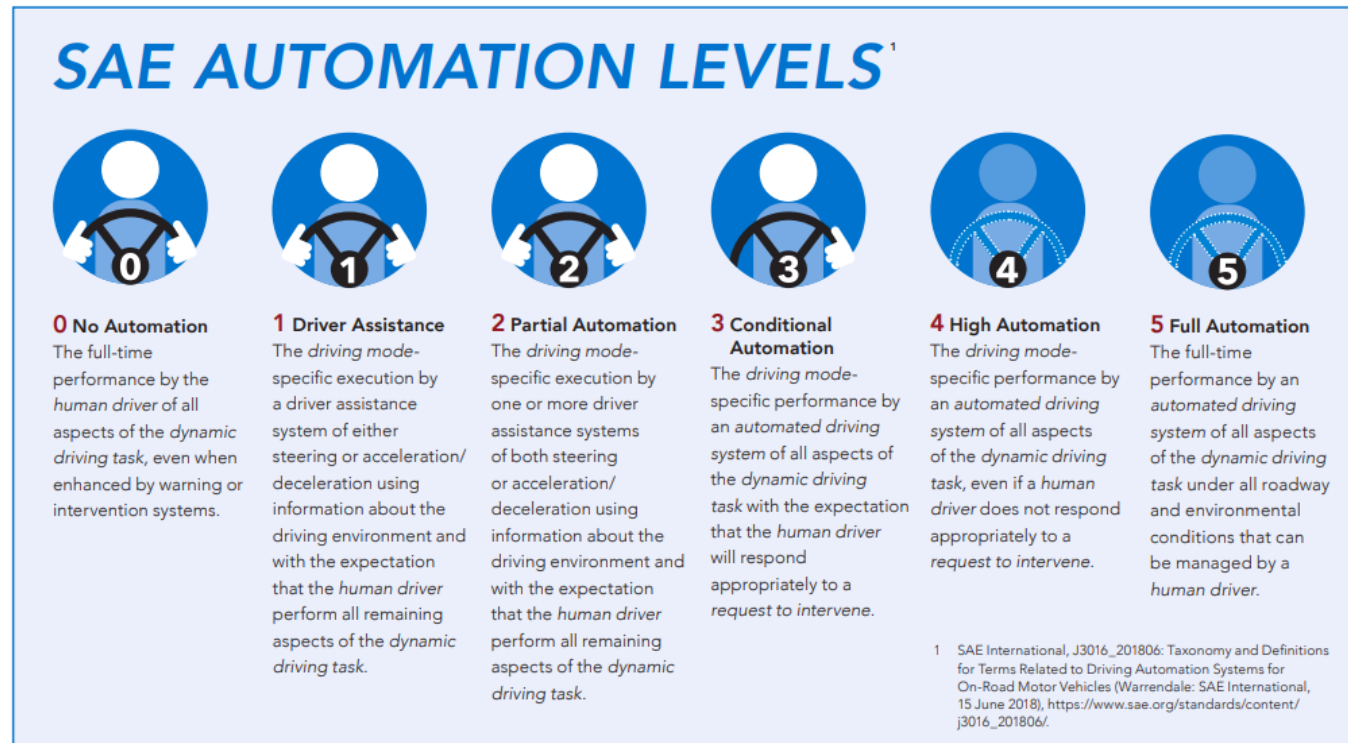 SAE AUTOMATION LEVELS 1
0
1
2
3
4
5
0 No Automation
The full-time
performance by the
human driver of all
aspects of the dynamic
driving task, even when
enhanced by warning or
intervention systems.
1 Driver Assistance
The driving mode-
specific execution by
a driver assistance
system of either
steering or acceleration/
deceleration using
information about the
driving environment and
with the expectation
that the human driver
perform all remaining
aspects of the dynamic
driving task.
2 Partial Automation
The driving mode-
specific execution by
one or more driver
assistance systems
of both steering
or acceleration/
deceleration using
information about the
driving environment and
with the expectation
that the human driver
perform all remaining
aspects of the dynamic
driving task.
3 Conditional
Automation
The driving mode-
specific performance by
an automated driving
system of all aspects of
the dynamic driving
task with the expectation
that the human driver
will respond
appropriately to a
request to intervene.
4 High Automation
The driving mode-
specific performance by
an automated driving
system of all aspects
of the dynamic driving
task, even if a human
driver does not respond
appropriately to a
request to intervene.
5 Full Automation
The full-time
performance by an
automated driving
system of all aspects
of the dynamic driving
task under all roadway
and environmental
conditions that can
be managed by a
human driver.
1 SAE International, J3016_201806: Taxonomy and Definitions
for Terms Related to Driving Automation Systems for
On-Road Motor Vehicles (Warrendale: SAE International,
15 June 2018), https://www.sae.org/standards/content/
j3016_201806/.